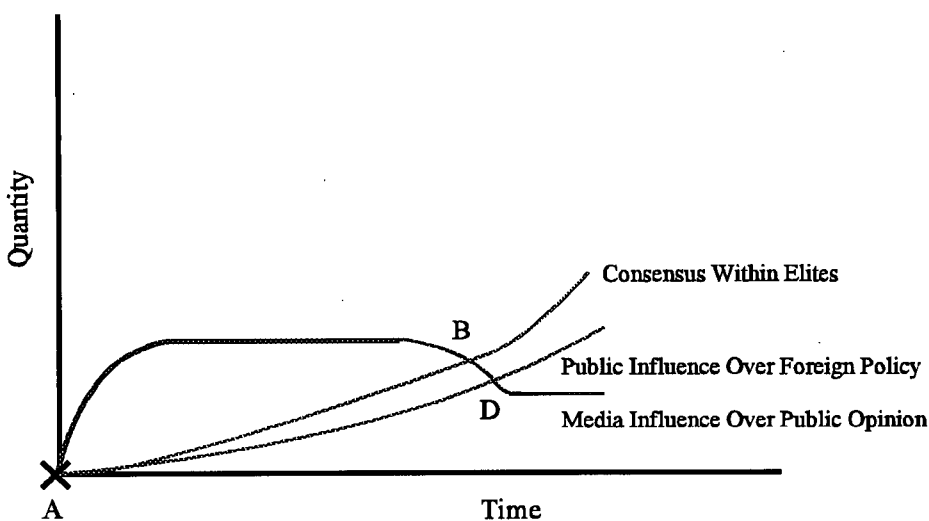 Quantity
Consensus Within Elites
B
Public Influence Over Foreign Policy
D
Media Influence Over Public Opinion
A
Time